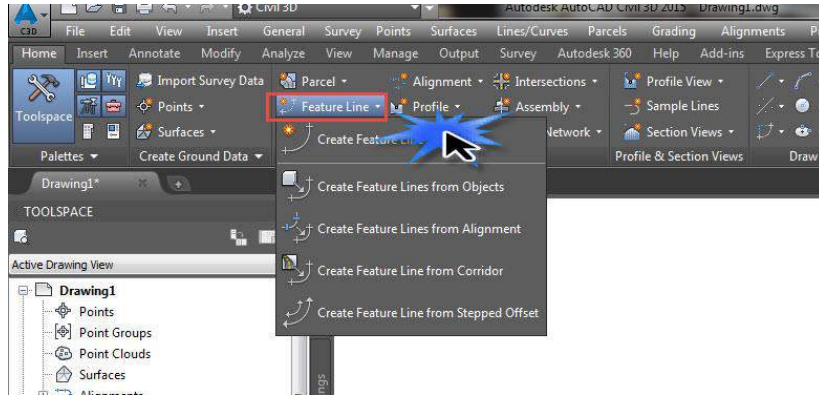 Civil 3D Autodesk AutoCAD Civil 3D 2015 Drawing1.dwg
C3D File Edit View Insert General Survey Points Surfaces Lines/Curves Parcels Grading Alignments
Home Insert Annotate Modify Analyze View Manage Output Survey Autodesk 360 Help Add-ins Express
Import Survey Data Parcel Alignment Intersections Profile View
Toolspace Points Feature Line Profile Assembly Sample Lines
Surfaces Create Network Section Views
Palettes Create Ground Data Profile & Section Views Draw
Drawing1*
Create Feature Lines from Objects
TOOLSPACE
Create Feature Lines from Alignment
Active Drawing View
Create Feature Line from Corridor
Drawing1
Points
Create Feature Line from Stepped Offset
Point Groups
Point Clouds
Surfaces
Alignments